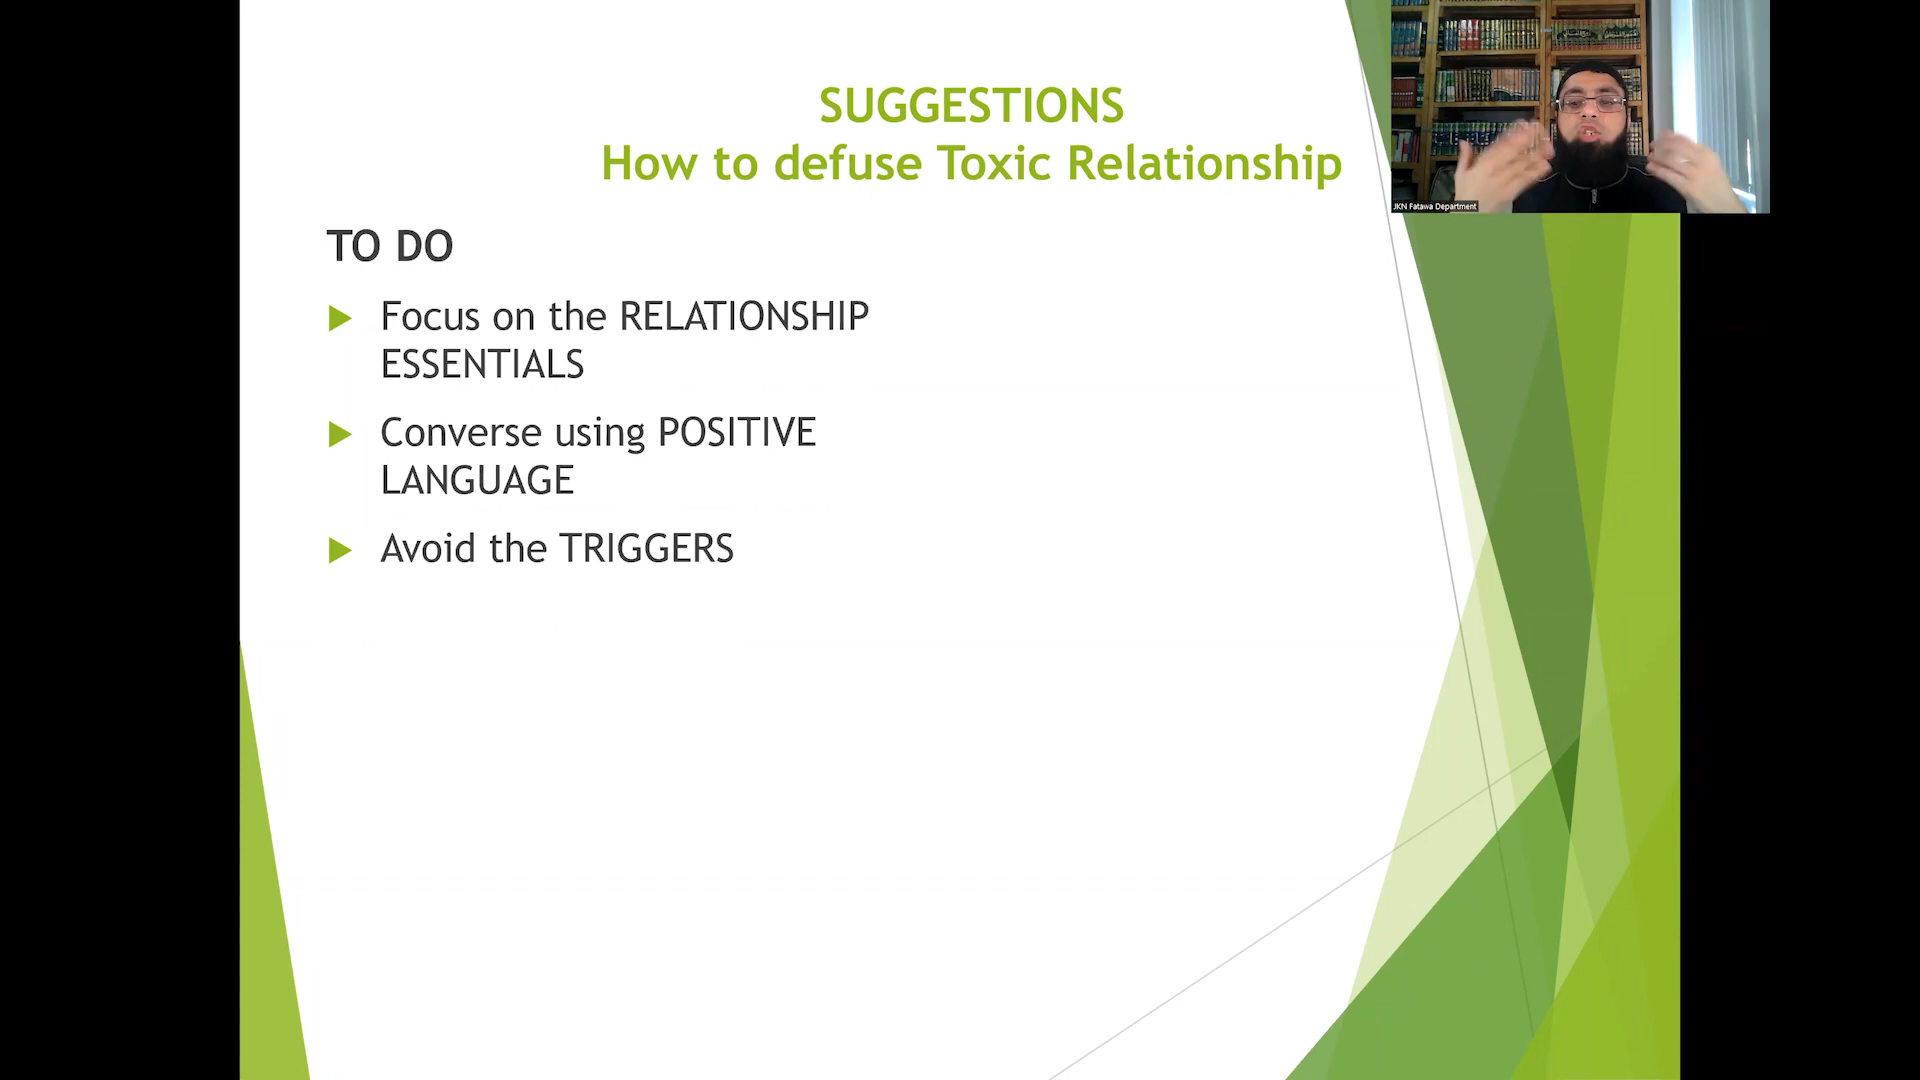 SUGGESTIONS
How to defuse Toxic Relationship
TO DO
Focus on the RELATIONSHIP
ESSENTIALS
Converse using POSITIVE
LANGUAGE
Avoid the TRIGGERS
JKN Fatawa Department